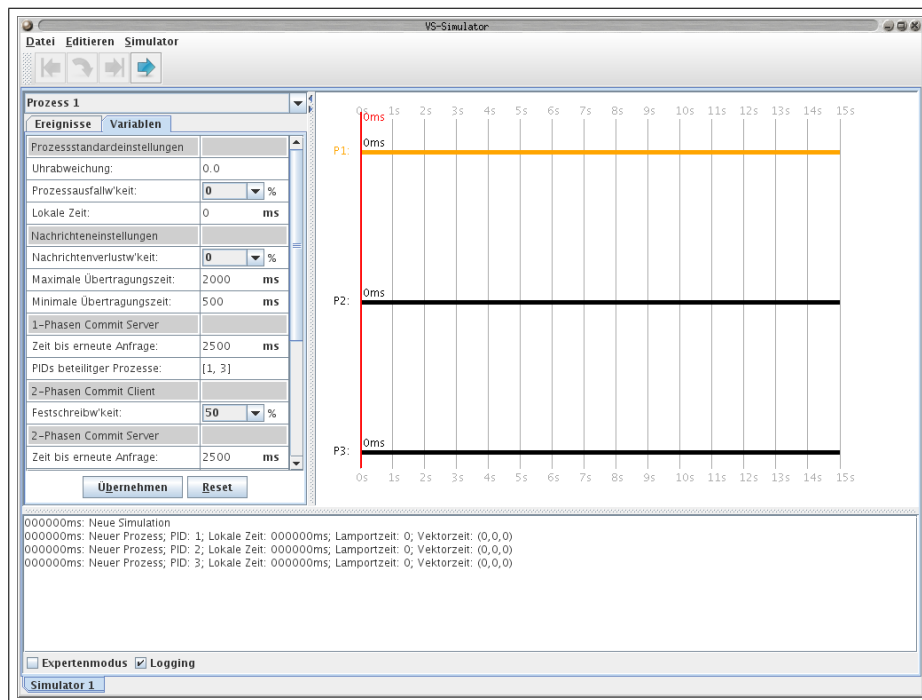 VS-Simulator
Datei Editieren Simulator
Prozess 1
Ereignisse Variablen
Prozessstandardeinstellungen
Uhrabweichung: 0.0
Prozessausfallw'keit: 0 %
Lokale Zeit: 0 ms
Nachrichteneinstellungen
Nachrichtenverlustw'keit: 0 %
Maximale Übertragungszeit: 2000 ms
Minimale Übertragungszeit: 500 ms
1-Phasen Commit Server
Zeit bis erneute Anfrage: 2500 ms
PIDs beteilitger Prozesse: [1, 3]
2-Phasen Commit Client
Festschreibw'keit: 50 %
2-Phasen Commit Server
Zeit bis erneute Anfrage: 2500 ms
Übernehmen Reset
0s 1s 2s 3s 4s 5s 6s 7s 8s 9s 10s 11s 12s 13s 14s 15s
0ms
P1: 0ms
P2: 0ms
P3: 0ms
0s 1s 2s 3s 4s 5s 6s 7s 8s 9s 10s 11s 12s 13s 14s 15s
000000ms: Neue Simulation
000000ms: Neuer Prozess; PID: 1; Lokale Zeit: 000000ms; Lamportzeit: 0; Vektorzeit: (0,0,0)
000000ms: Neuer Prozess; PID: 2; Lokale Zeit: 000000ms; Lamportzeit: 0; Vektorzeit: (0,0,0)
000000ms: Neuer Prozess; PID: 3; Lokale Zeit: 000000ms; Lamportzeit: 0; Vektorzeit: (0,0,0)
Expertenmodus Logging
Simulator 1